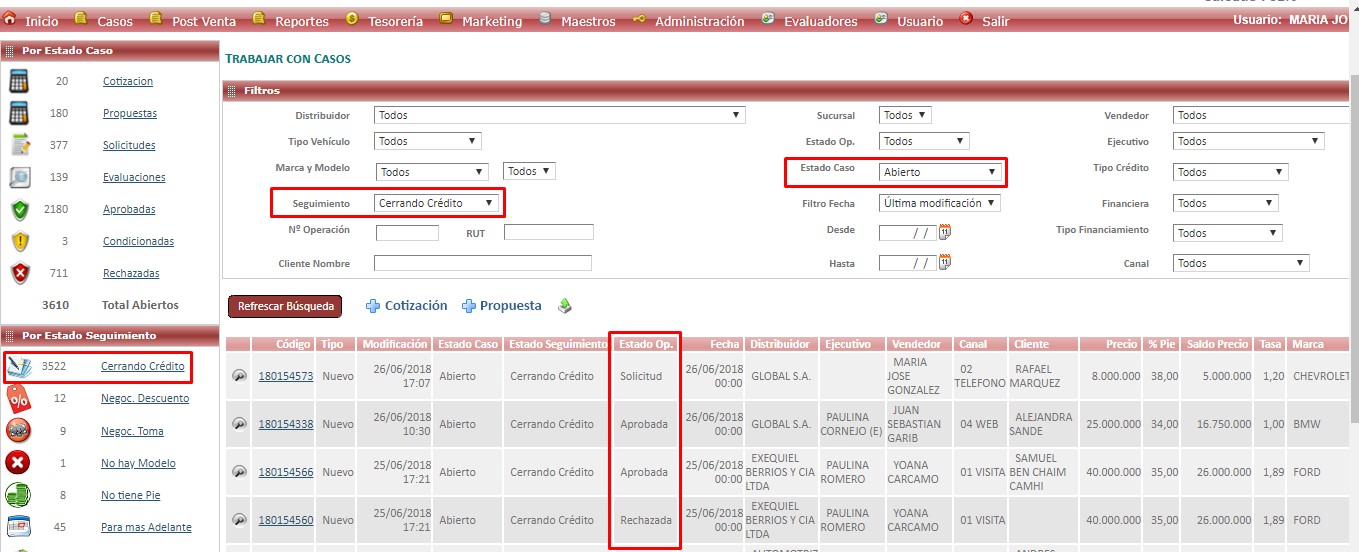 Inicio Casos Post Venta Reportes Tesorería Marketing Maestros Administración Evaluadores Usuario Salir Usuario: MARIA JO
Por Estado Caso
20 Cotizacion
180 Propuestas
377 Solicitudes
139 Evaluaciones
2180 Aprobadas
3 Condicionadas
711 Rechazadas
3610 Total Abiertos
Por Estado Seguimiento
3522 Cerrando Crédito
12 Negoc. Descuento
9 Negoc. Toma
1 No hay Modelo
8 No tiene Pie
45 Para mas Adelante
TRABAJAR CON CASOS
Filtros
Distribuidor Todos Sucursal Todos Vendedor Todos
Tipo Vehículo Todos Estado Op. Todos Ejecutivo Todos
Marca y Modelo Todos Todos Estado Caso Abierto Tipo Crédito Todos
Seguimiento Cerrando Crédito Filtro Fecha Última modificación Financiera Todos
Nº Operación RUT Desde / / 11 Tipo Financiamiento Todos
Cliente Nombre Hasta / / 11 Canal Todos
Refrescar Búsqueda Cotización Propuesta
Código Tipo Modificación Estado Caso Estado Seguimiento Estado Op. Fecha Distribuidor Ejecutivo Vendedor Canal Cliente Precio % Pie Saldo Precio Tasa Marca
180154573 Nuevo 26/06/2018 17:07 Abierto Cerrando Crédito Solicitud 26/06/2018 00:00 GLOBAL S.A. MARIA JOSE GONZALEZ 02 TELEFONO RAFAEL MARQUEZ 8.000.000 38,00 5.000.000 1,20 CHEVROLET
180154338 Nuevo 26/06/2018 10:30 Abierto Cerrando Crédito Aprobada 26/06/2018 00:00 GLOBAL S.A. PAULINA CORNEJO (E) JUAN SEBASTIAN GARIB 04 WEB ALEJANDRA SANDE 25.000.000 34,00 16.750.000 1,00 BMW
180154566 Nuevo 25/06/2018 17:21 Abierto Cerrando Crédito Aprobada 25/06/2018 00:00 EXEQUIEL BERRIOS Y CIA LTDA PAULINA ROMERO YOANA CARCAMO 01 VISITA SAMUEL BEN CHAIM CAMHI 40.000.000 35,00 26.000.000 1,89 FORD
180154560 Nuevo 25/06/2018 17:21 Abierto Cerrando Crédito Rechazada 25/06/2018 00:00 EXEQUIEL BERRIOS Y CIA LTDA PAULINA ROMERO YOANA CARCAMO 01 VISITA 40.000.000 35,00 26.000.000 1,89 FORD